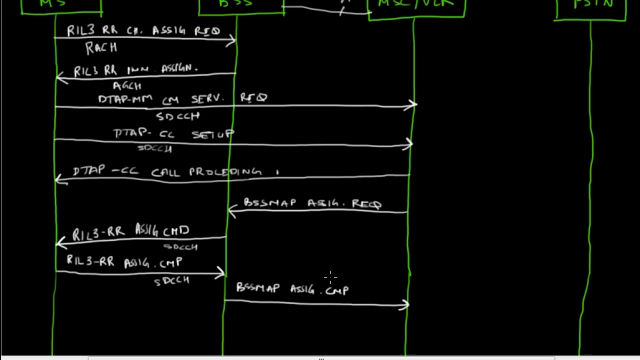 MS BSS MSC/VLR PSTN
RIL3 RR CH. ASSIG REQ
RACH
RIL3 RR IMM ASSIGN.
AGCH
DTAP-MM CM SERV. REQ
SDCCH
DTAP-CC SETUP
SDCCH
DTAP-CC CALL PROCEDING
BSSMAP ASSIG. REQ
RIL3-RR ASSIG CMD
SDCCH
RIL3-RR ASSIG. CMP
SDCCH
BSSMAP ASSIG. CMP